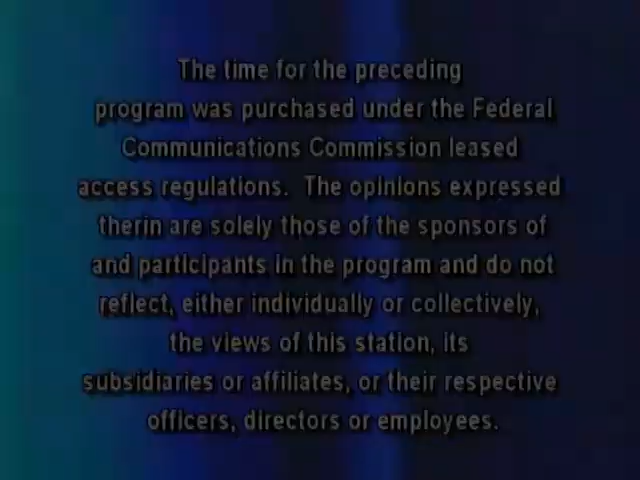 The time for the preceding
program was purchased under the Federal
Communications Commission leased
access regulations. The opinions expressed
therin are solely those of the sponsors of
and participants in the program and do not
reflect, either individually or collectively,
the views of this station, its
subsidiaries or affiliates, or their respective
officers, directors or employees.